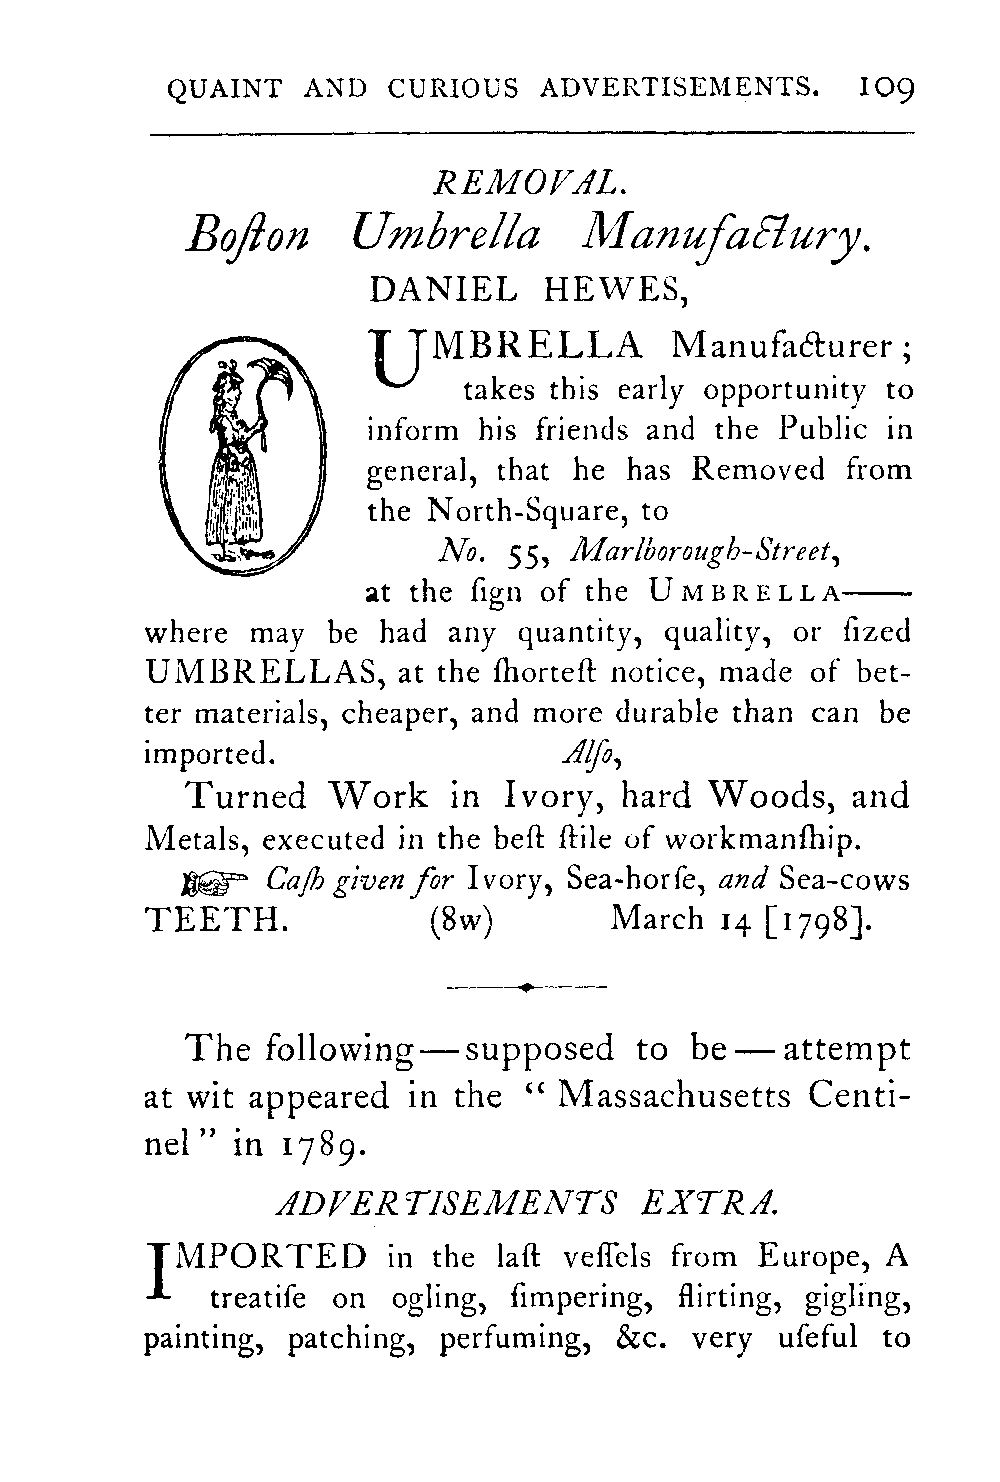 QUAINT AND CURIOUS ADVERTISEMENTS. 109
REMOVAL.
Boſton Umbrella Manufactury.
DANIEL HEWES,
UMBRELLA Manufacturer;
takes this early opportunity to
inform his friends and the Public in
general, that he has Removed from
the North-Square, to
No. 55, Marlborough-Street,
at the ſign of the UMBRELLA——
where may be had any quantity, quality, or ſized
UMBRELLAS, at the ſhorteſt notice, made of bet-
ter materials, cheaper, and more durable than can be
imported. Alſo,
Turned Work in Ivory, hard Woods, and
Metals, executed in the beſt ſtile of workmanſhip.
☞ Caſh given for Ivory, Sea-horſe, and Sea-cows
TEETH. (8w) March 14 [1798].
The following—supposed to be—attempt
at wit appeared in the “ Massachusetts Centi-
nel ” in 1789.
ADVERTISEMENTS EXTRA.
IMPORTED in the laſt veſſels from Europe, A
treatiſe on ogling, ſimpering, flirting, gigling,
painting, patching, perfuming, &c. very uſeful to